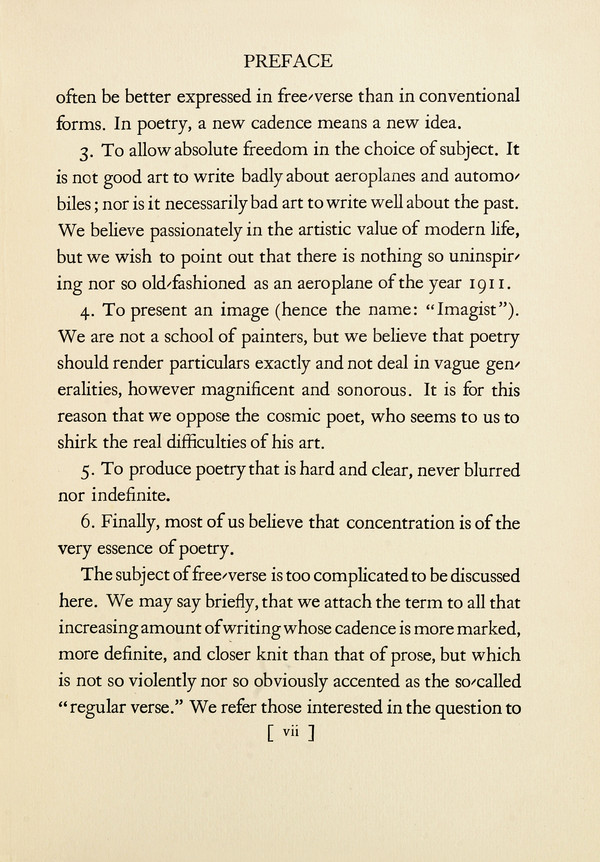 PREFACE
often be better expressed in free-verse than in conventional
forms. In poetry, a new cadence means a new idea.
3. To allow absolute freedom in the choice of subject. It
is not good art to write badly about aeroplanes and automo-
biles; nor is it necessarily bad art to write well about the past.
We believe passionately in the artistic value of modern life,
but we wish to point out that there is nothing so uninspir-
ing nor so old-fashioned as an aeroplane of the year 1911.
4. To present an image (hence the name: “Imagist”).
We are not a school of painters, but we believe that poetry
should render particulars exactly and not deal in vague gen-
eralities, however magnificent and sonorous. It is for this
reason that we oppose the cosmic poet, who seems to us to
shirk the real difficulties of his art.
5. To produce poetry that is hard and clear, never blurred
nor indefinite.
6. Finally, most of us believe that concentration is of the
very essence of poetry.
The subject of free-verse is too complicated to be discussed
here. We may say briefly, that we attach the term to all that
increasing amount of writing whose cadence is more marked,
more definite, and closer knit than that of prose, but which
is not so violently nor so obviously accented as the so-called
“regular verse.” We refer those interested in the question to
[ vii ]